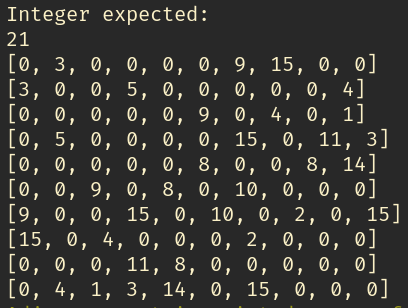 Integer expected:
21
[0, 3, 0, 0, 0, 0, 9, 15, 0, 0]
[3, 0, 0, 5, 0, 0, 0, 0, 0, 4]
[0, 0, 0, 0, 0, 9, 0, 4, 0, 1]
[0, 5, 0, 0, 0, 0, 15, 0, 11, 3]
[0, 0, 0, 0, 0, 8, 0, 0, 8, 14]
[0, 0, 9, 0, 8, 0, 10, 0, 0, 0]
[9, 0, 0, 15, 0, 10, 0, 2, 0, 15]
[15, 0, 4, 0, 0, 0, 2, 0, 0, 0]
[0, 0, 0, 11, 8, 0, 0, 0, 0, 0]
[0, 4, 1, 3, 14, 0, 15, 0, 0, 0]